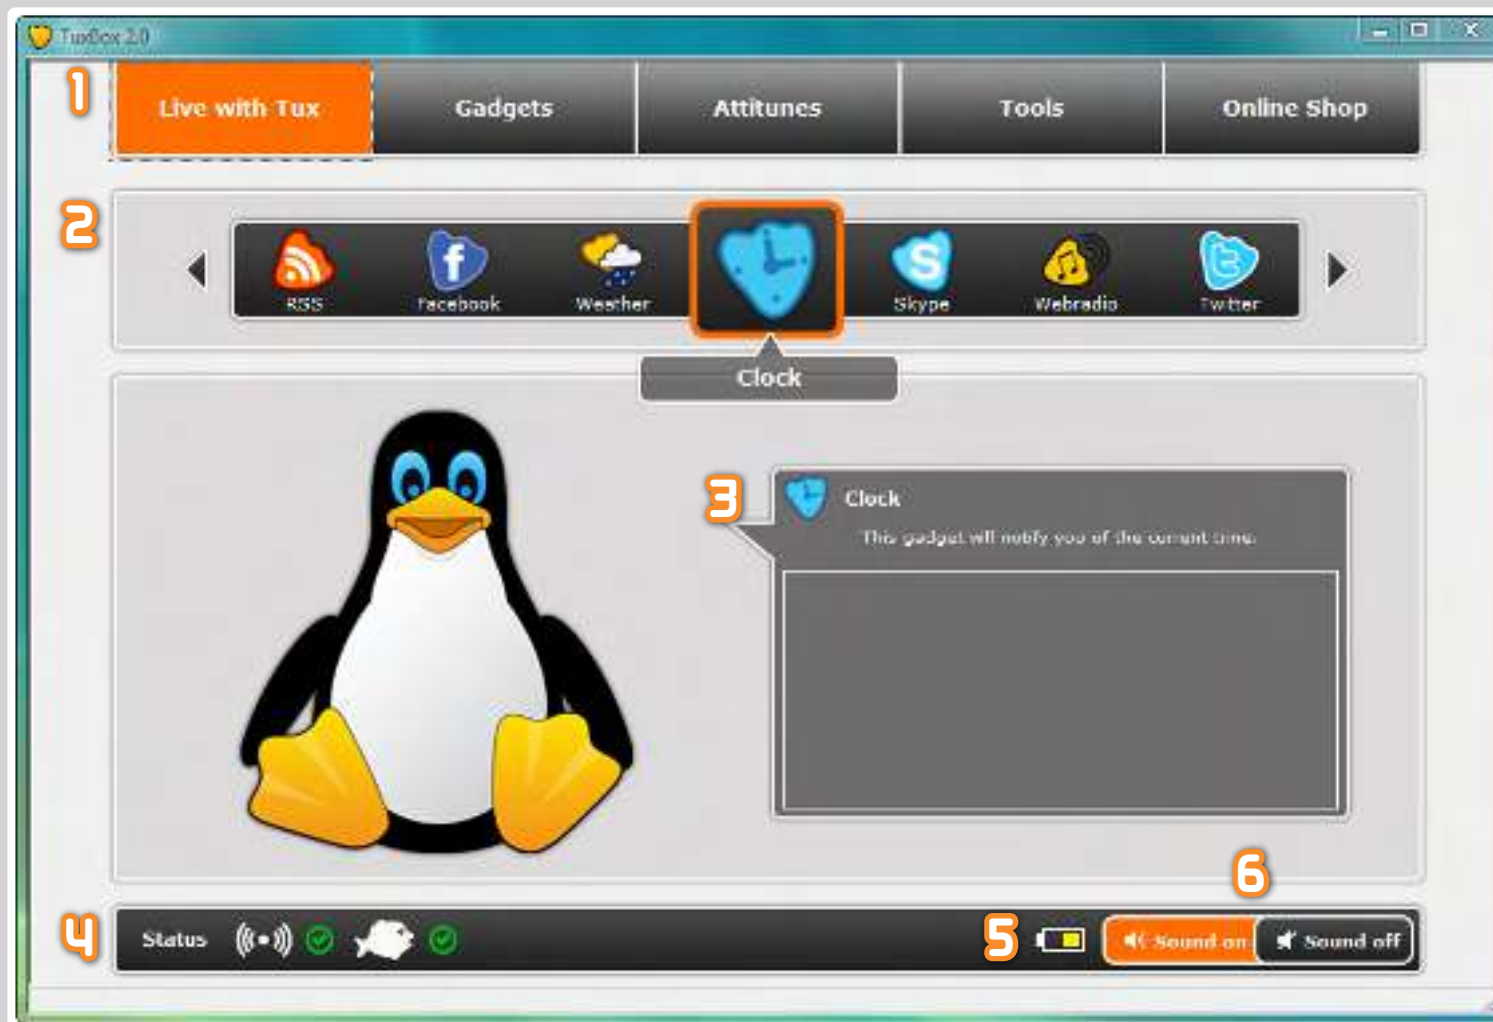 TuxBox 2.0
1
Live with Tux Gadgets Attitunes Tools Online Shop
2
RSS Facebook Weather Skype Webradio Twitter
Clock
3
Clock
This gadget will notify you of the current time.
6
4 Status 5 Sound on Sound off